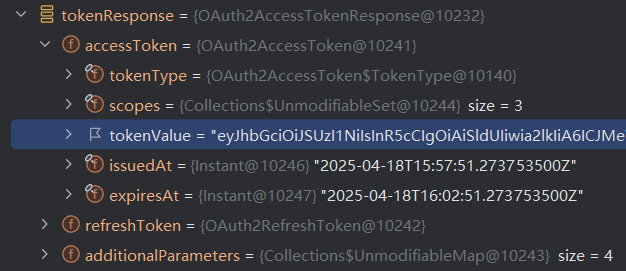 tokenResponse = {OAuth2AccessTokenResponse@10232}
accessToken = {OAuth2AccessToken@10241}
tokenType = {OAuth2AccessToken$TokenType@10140}
scopes = {Collections$UnmodifiableSet@10244} size = 3
tokenValue = "eyJhbGciOiJSUzI1NiIsInR5cCIgOiAiSldUIiwia2lkIiA6ICJMe
issuedAt = {Instant@10246} "2025-04-18T15:57:51.273753500Z"
expiresAt = {Instant@10247} "2025-04-18T16:02:51.273753500Z"
refreshToken = {OAuth2RefreshToken@10242}
additionalParameters = {Collections$UnmodifiableMap@10243} size = 4